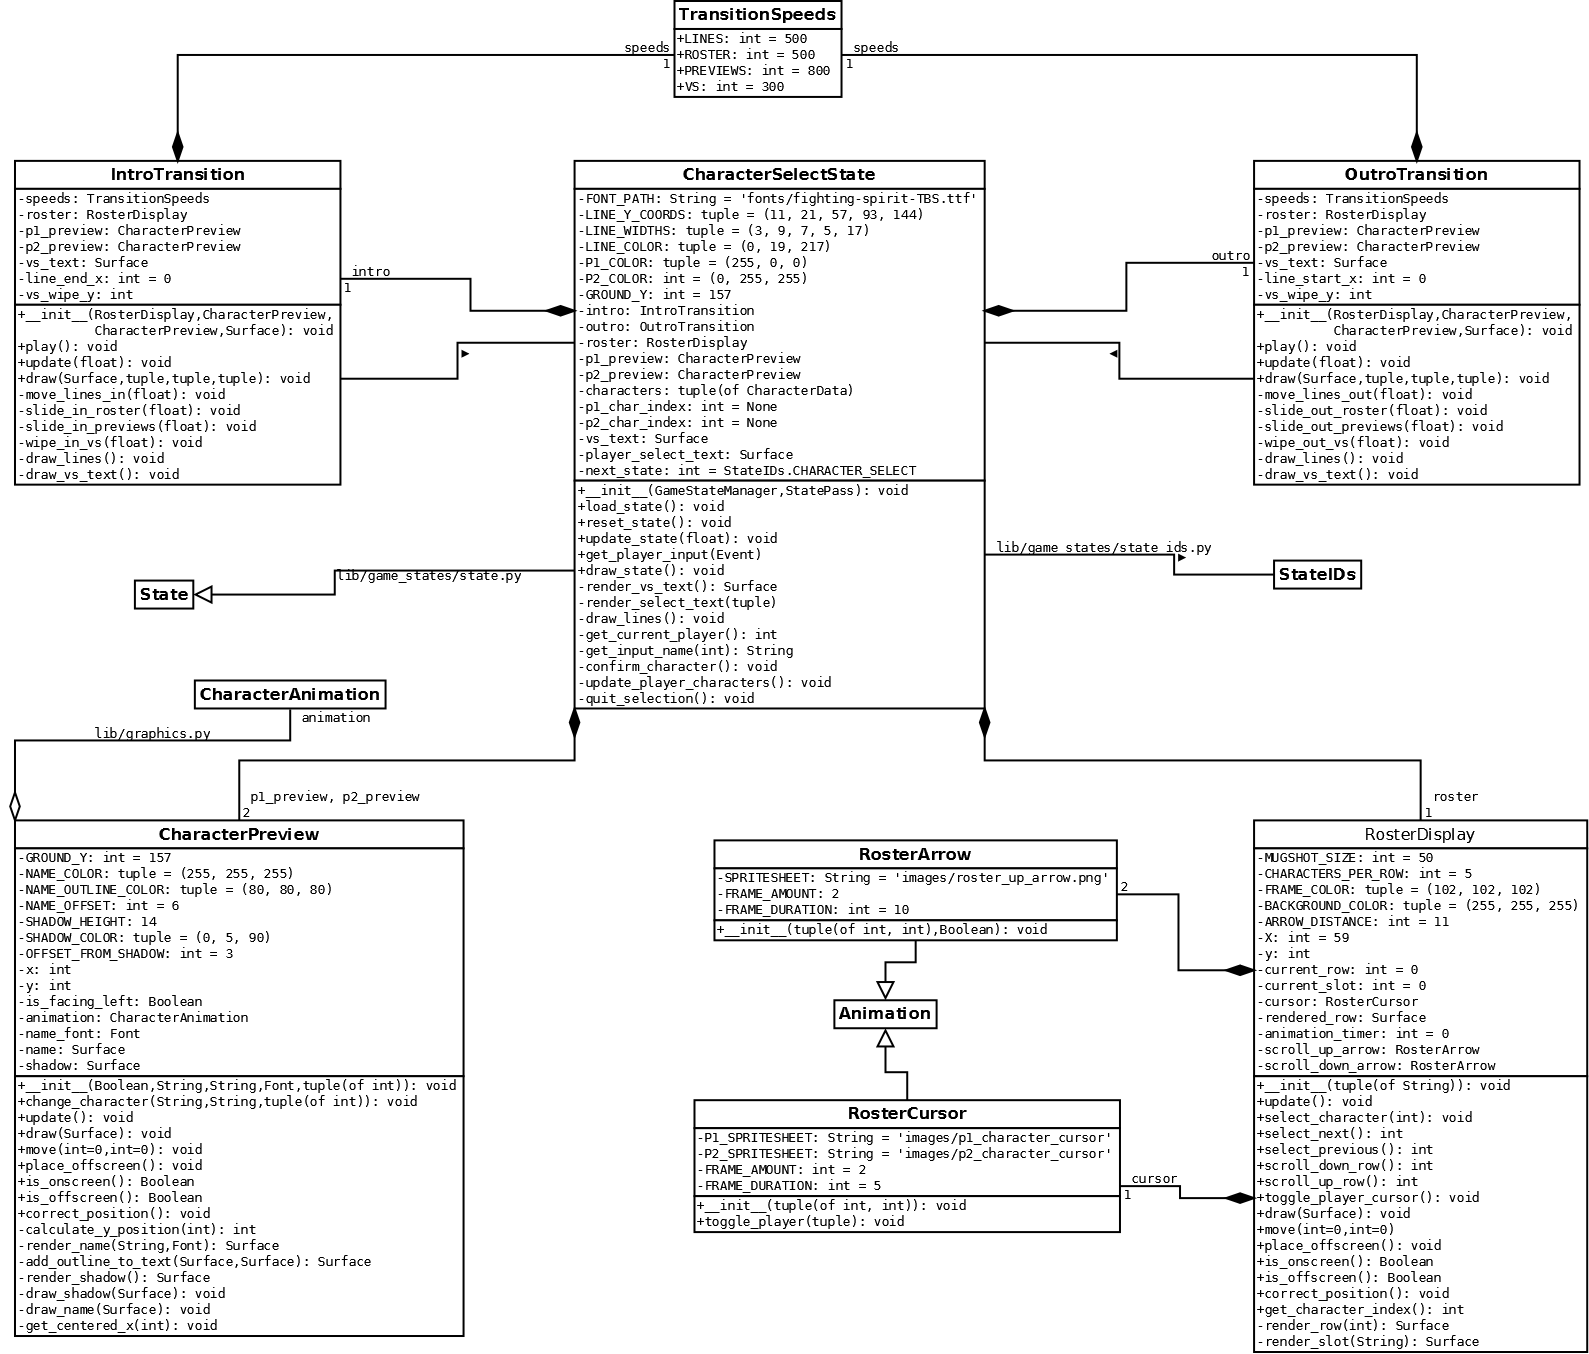 TransitionSpeeds
+LINES: int = 500
+ROSTER: int = 500
+PREVIEWS: int = 800
+VS: int = 300
speeds
1
speeds
1
IntroTransition
-speeds: TransitionSpeeds
-roster: RosterDisplay
-p1_preview: CharacterPreview
-p2_preview: CharacterPreview
-vs_text: Surface
-line_end_x: int = 0
-vs_wipe_y: int
+__init__(RosterDisplay,CharacterPreview,
CharacterPreview,Surface): void
+play(): void
+update(float): void
+draw(Surface,tuple,tuple,tuple): void
-move_lines_in(float): void
-slide_in_roster(float): void
-slide_in_previews(float): void
-wipe_in_vs(float): void
-draw_lines(): void
-draw_vs_text(): void
intro
1
CharacterSelectState
-FONT_PATH: String = 'fonts/fighting-spirit-TBS.ttf'
-LINE_Y_COORDS: tuple = (11, 21, 57, 93, 144)
-LINE_WIDTHS: tuple = (3, 9, 7, 5, 17)
-LINE_COLOR: tuple = (0, 19, 217)
-P1_COLOR: tuple = (255, 0, 0)
-P2_COLOR: int = (0, 255, 255)
-GROUND_Y: int = 157
-intro: IntroTransition
-outro: OutroTransition
-roster: RosterDisplay
-p1_preview: CharacterPreview
-p2_preview: CharacterPreview
-characters: tuple(of CharacterData)
-p1_char_index: int = None
-p2_char_index: int = None
-vs_text: Surface
-player_select_text: Surface
-next_state: int = StateIDs.CHARACTER_SELECT
+__init__(GameStateManager,StatePass): void
+load_state(): void
+reset_state(): void
+update_state(float): void
+get_player_input(Event)
+draw_state(): void
-render_vs_text(): Surface
-render_select_text(tuple)
-draw_lines(): void
-get_current_player(): int
-get_input_name(int): String
-confirm_character(): void
-update_player_characters(): void
-quit_selection(): void
outro
1
OutroTransition
-speeds: TransitionSpeeds
-roster: RosterDisplay
-p1_preview: CharacterPreview
-p2_preview: CharacterPreview
-vs_text: Surface
-line_start_x: int = 0
-vs_wipe_y: int
+__init__(RosterDisplay,CharacterPreview,
CharacterPreview,Surface): void
+play(): void
+update(float): void
+draw(Surface,tuple,tuple,tuple): void
-move_lines_out(float): void
-slide_out_roster(float): void
-slide_out_previews(float): void
-wipe_out_vs(float): void
-draw_lines(): void
-draw_vs_text(): void
lib/game_states/state.py
State
lib/game_states/state_ids.py
StateIDs
CharacterAnimation
animation
lib/graphics.py
p1_preview, p2_preview
2
roster
1
CharacterPreview
-GROUND_Y: int = 157
-NAME_COLOR: tuple = (255, 255, 255)
-NAME_OUTLINE_COLOR: tuple = (80, 80, 80)
-NAME_OFFSET: int = 6
-SHADOW_HEIGHT: 14
-SHADOW_COLOR: tuple = (0, 5, 90)
-OFFSET_FROM_SHADOW: int = 3
-x: int
-y: int
-is_facing_left: Boolean
-animation: CharacterAnimation
-name_font: Font
-name: Surface
-shadow: Surface
+__init__(Boolean,String,String,Font,tuple(of int)): void
+change_character(String,String,tuple(of int)): void
+update(): void
+draw(Surface): void
+move(int=0,int=0): void
+place_offscreen(): void
+is_onscreen(): Boolean
+is_offscreen(): Boolean
+correct_position(): void
-calculate_y_position(int): int
-render_name(String,Font): Surface
-add_outline_to_text(Surface,Surface): Surface
-render_shadow(): Surface
-draw_shadow(Surface): void
-draw_name(Surface): void
-get_centered_x(int): void
RosterArrow
-SPRITESHEET: String = 'images/roster_up_arrow.png'
-FRAME_AMOUNT: 2
-FRAME_DURATION: int = 10
+__init__(tuple(of int, int),Boolean): void
2
Animation
RosterCursor
-P1_SPRITESHEET: String = 'images/p1_character_cursor'
-P2_SPRITESHEET: String = 'images/p2_character_cursor'
-FRAME_AMOUNT: int = 2
-FRAME_DURATION: int = 5
+__init__(tuple(of int, int)): void
+toggle_player(tuple): void
cursor
1
RosterDisplay
-MUGSHOT_SIZE: int = 50
-CHARACTERS_PER_ROW: int = 5
-FRAME_COLOR: tuple = (102, 102, 102)
-BACKGROUND_COLOR: tuple = (255, 255, 255)
-ARROW_DISTANCE: int = 11
-X: int = 59
-y: int
-current_row: int = 0
-current_slot: int = 0
-cursor: RosterCursor
-rendered_row: Surface
-animation_timer: int = 0
-scroll_up_arrow: RosterArrow
-scroll_down_arrow: RosterArrow
+__init__(tuple(of String)): void
+update(): void
+select_character(int): void
+select_next(): int
+select_previous(): int
+scroll_down_row(): int
+scroll_up_row(): int
+toggle_player_cursor(): void
+draw(Surface): void
+move(int=0,int=0)
+place_offscreen(): void
+is_onscreen(): Boolean
+is_offscreen(): Boolean
+correct_position(): void
+get_character_index(): int
-render_row(int): Surface
-render_slot(String): Surface